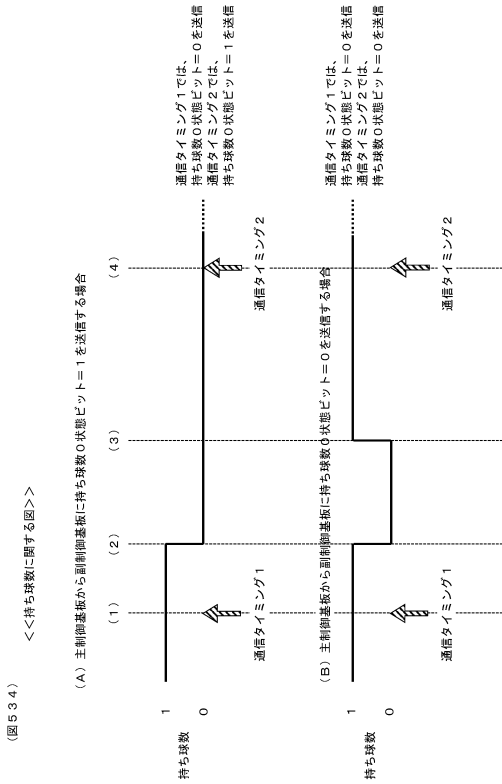 (図534)
<<持ち球数に関する図>>
(1)
(2)
(3)
(4)
(A)主制御基板から副制御基板に持ち球数0状態ビット=1を送信する場合
持ち球数
1
0
通信タイミング1
通信タイミング2
通信タイミング1では、
持ち球数0状態ビット=0を送信
通信タイミング2では、
持ち球数0状態ビット=1を送信
(B)主制御基板から副制御基板に持ち球数0状態ビット=0を送信する場合
持ち球数
1
0
通信タイミング1
通信タイミング2
通信タイミング1では、
持ち球数0状態ビット=0を送信
通信タイミング2では、
持ち球数0状態ビット=0を送信